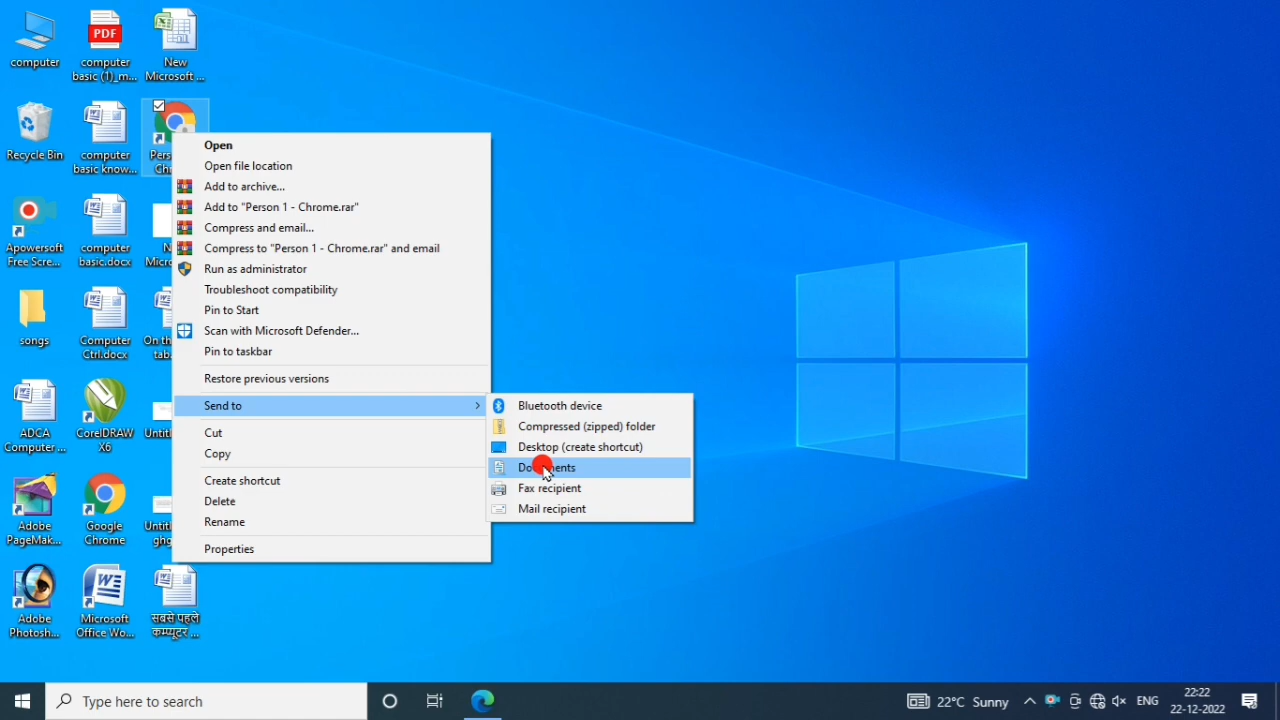 computer
PDF
computer
basic (1)_m...
New
Microsoft ...
Recycle Bin
computer
basic know...
Apowersoft
Free Scre...
computer
basic.docx
songs
Computer
Ctrl.docx
ADCA
Computer ...
CorelDRAW
X6
Adobe
PageMak...
Google
Chrome
Adobe
Photosh...
Microsoft
Office Wo...
सबसे पहले
कम्प्यूटर ...
Open
Open file location
Add to archive...
Add to "Person 1 - Chrome.rar"
Compress and email...
Compress to "Person 1 - Chrome.rar" and email
Run as administrator
Troubleshoot compatibility
Pin to Start
Scan with Microsoft Defender...
Pin to taskbar
Restore previous versions
Send to
Cut
Copy
Create shortcut
Delete
Rename
Properties
Bluetooth device
Compressed (zipped) folder
Desktop (create shortcut)
Documents
Fax recipient
Mail recipient
Type here to search
22°C Sunny
ENG
22:22
22-12-2022